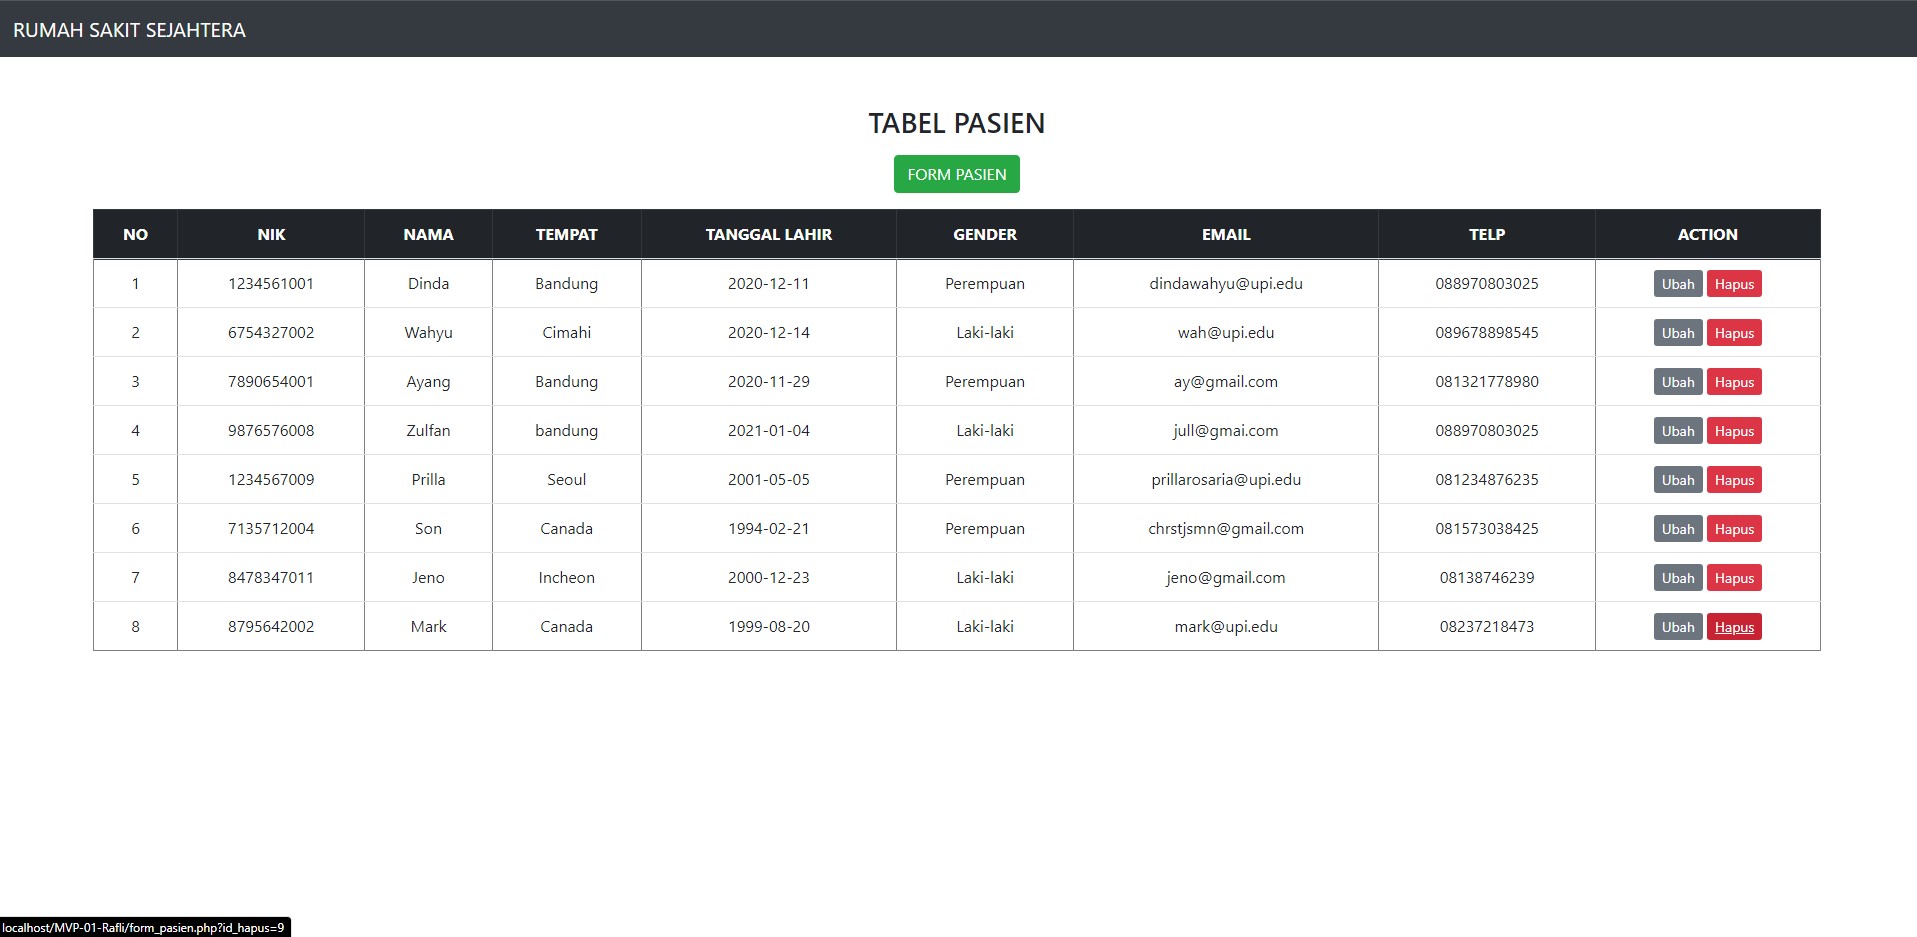 RUMAH SAKIT SEJAHTERA
TABEL PASIEN
FORM PASIEN
NO NIK NAMA TEMPAT TANGGAL LAHIR GENDER EMAIL TELP ACTION
1 1234561001 Dinda Bandung 2020-12-11 Perempuan dindawahyu@upi.edu 088970803025 Ubah Hapus
2 6754327002 Wahyu Cimahi 2020-12-14 Laki-laki wah@upi.edu 089678898545 Ubah Hapus
3 7890654001 Ayang Bandung 2020-11-29 Perempuan ay@gmail.com 081321778980 Ubah Hapus
4 9876576008 Zulfan bandung 2021-01-04 Laki-laki jull@gmai.com 088970803025 Ubah Hapus
5 1234567009 Prilla Seoul 2001-05-05 Perempuan prillarosaria@upi.edu 081234876235 Ubah Hapus
6 7135712004 Son Canada 1994-02-21 Perempuan chrstjsmn@gmail.com 081573038425 Ubah Hapus
7 8478347011 Jeno Incheon 2000-12-23 Laki-laki jeno@gmail.com 08138746239 Ubah Hapus
8 8795642002 Mark Canada 1999-08-20 Laki-laki mark@upi.edu 08237218473 Ubah Hapus
localhost/MVP-01-Rafli/form_pasien.php?id_hapus=9